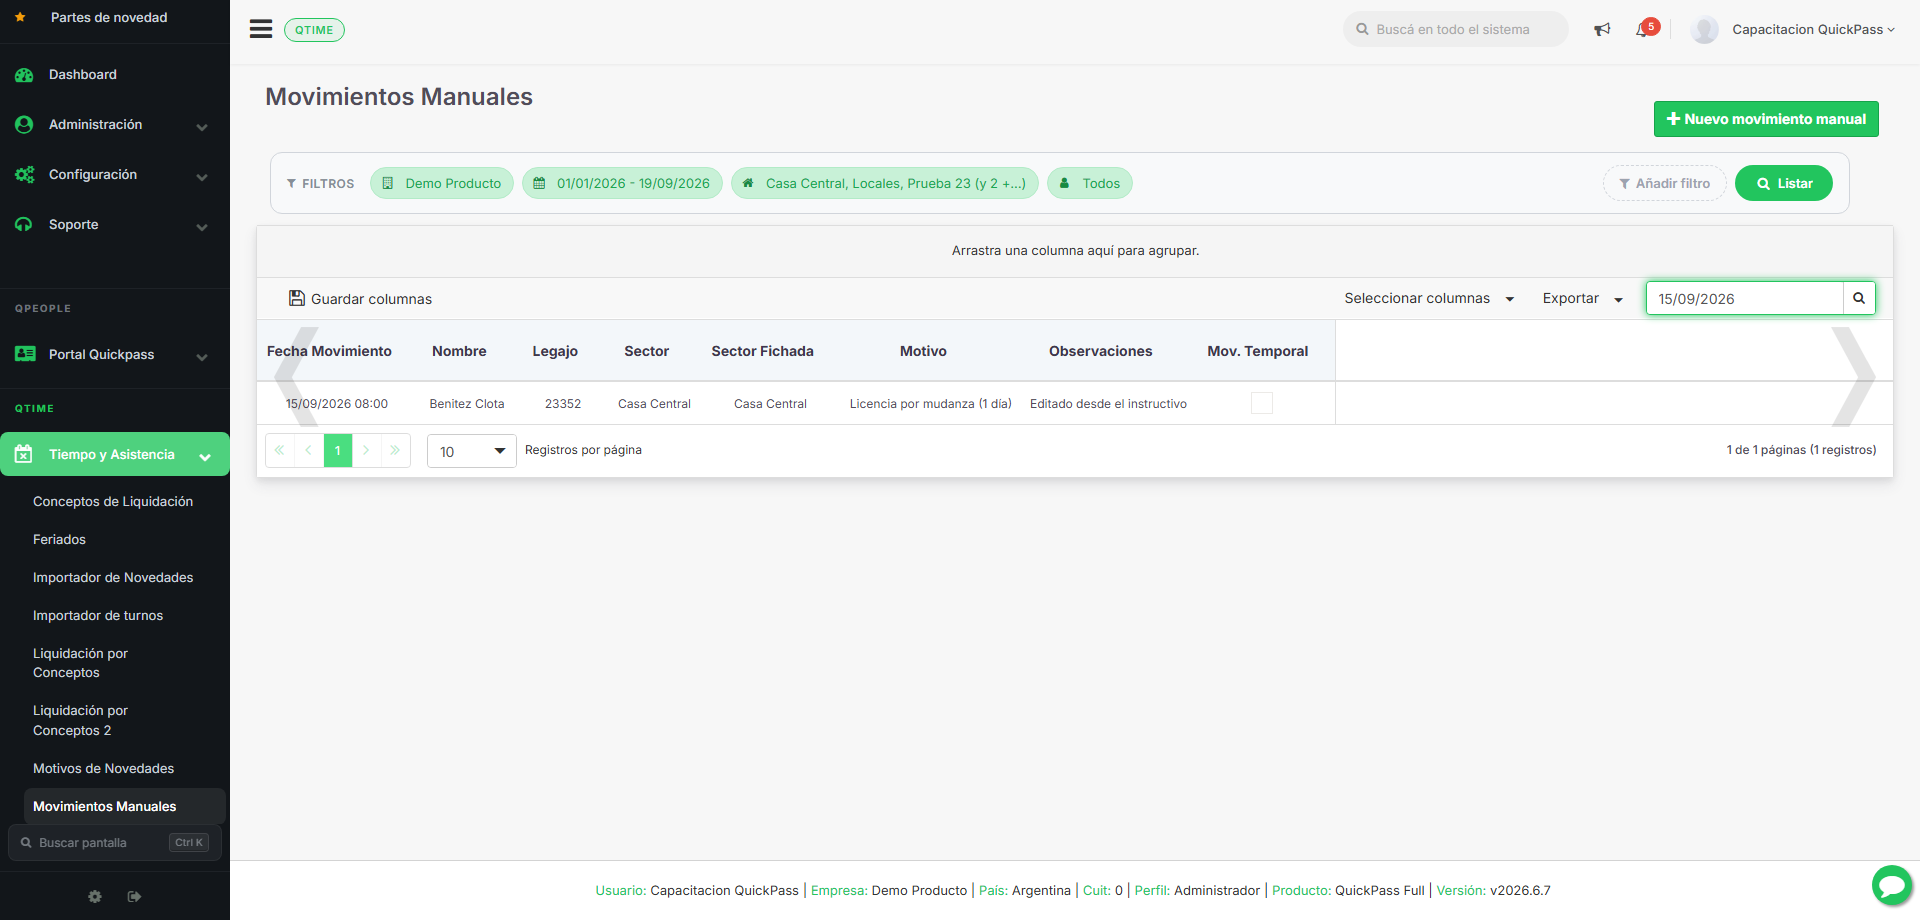 Partes de novedad
Dashboard
Administración
Configuración
Soporte
QPEOPLE
Portal Quickpass
QTIME
Tiempo y Asistencia
Conceptos de Liquidación
Feriados
Importador de Novedades
Importador de turnos
Liquidación por
Conceptos
Liquidación por
Conceptos 2
Motivos de Novedades
Movimientos Manuales
Buscar pantalla Ctrl K
QTIME
Buscá en todo el sistema
5
Capacitacion QuickPass
Movimientos Manuales
Nuevo movimiento manual
FILTROS Demo Producto 01/01/2026 - 19/09/2026 Casa Central, Locales, Prueba 23 (y 2 +...) Todos Añadir filtro Listar
Arrastra una columna aquí para agrupar.
Guardar columnas Seleccionar columnas Exportar 15/09/2026
Fecha Movimiento Nombre Legajo Sector Sector Fichada Motivo Observaciones Mov. Temporal
15/09/2026 08:00 Benitez Clota 23352 Casa Central Casa Central Licencia por mudanza (1 día) Editado desde el instructivo
« ‹ 1 › » 10 Registros por página 1 de 1 páginas (1 registros)
Usuario: Capacitacion QuickPass | Empresa: Demo Producto | País: Argentina | Cuit: 0 | Perfil: Administrador | Producto: QuickPass Full | Versión: v2026.6.7